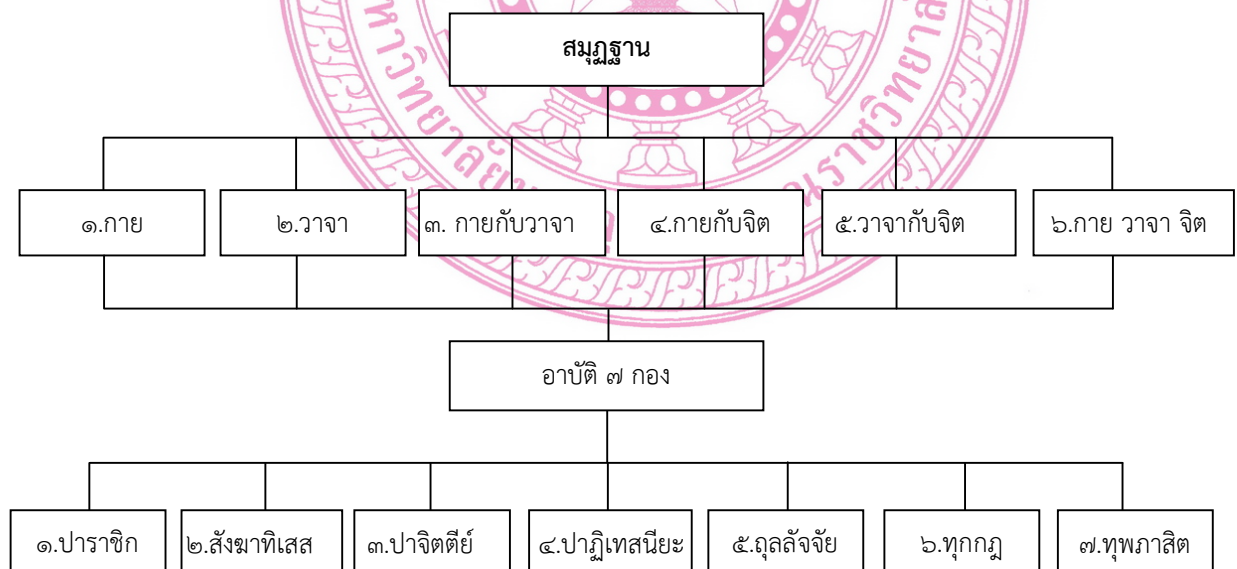 สมุฏฐาน
๑.กาย
๒.วาจา
๓. กายกับวาจา
๔.กายกับจิต
๕.วาจากับจิต
๖.กาย วาจา จิต
อาบัติ ๗ กอง
๑.ปาราชิก
๒.สังฆาทิเสส
๓.ปาจิตตีย์
๔.ปาฏิเทสนียะ
๕.ถุลลัจจัย
๖.ทุกกฎ
๗.ทุพภาสิต